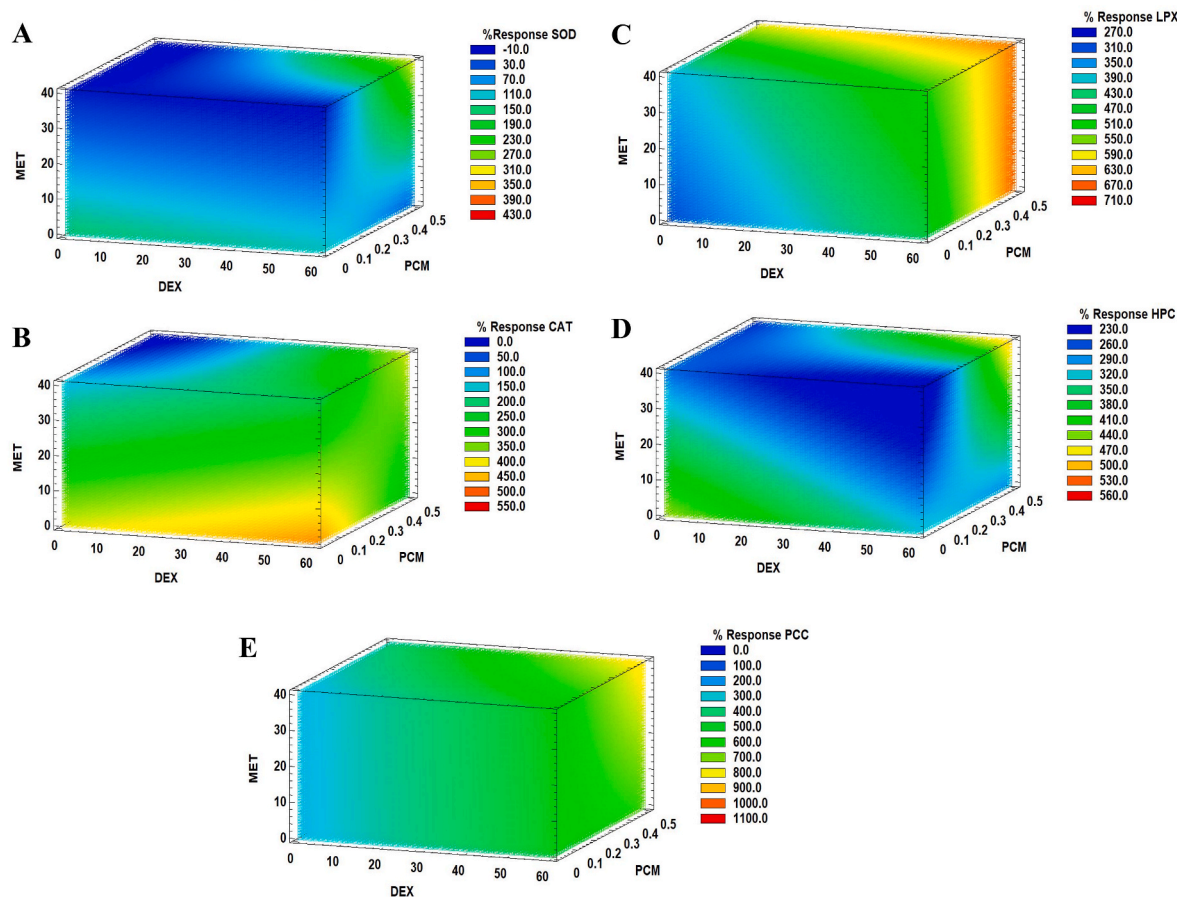 A
%Response SOD
-10.0
30.0
70.0
110.0
150.0
190.0
230.0
270.0
310.0
350.0
390.0
430.0
MET
40
30
20
10
0
0 10 20 30 40 50 60
DEX
0 0.1 0.2 0.3 0.4 0.5
PCM
C
% Response LPX
270.0
310.0
350.0
390.0
430.0
470.0
510.0
550.0
590.0
630.0
670.0
710.0
MET
40
30
20
10
0
0 10 20 30 40 50 60
DEX
0 0.1 0.2 0.3 0.4 0.5
PCM
B
% Response CAT
0.0
50.0
100.0
150.0
200.0
250.0
300.0
350.0
400.0
450.0
500.0
550.0
MET
40
30
20
10
0
0 10 20 30 40 50 60
DEX
0 0.1 0.2 0.3 0.4 0.5
PCM
D
% Response HPC
230.0
260.0
290.0
320.0
350.0
380.0
410.0
440.0
470.0
500.0
530.0
560.0
MET
40
30
20
10
0
0 10 20 30 40 50 60
DEX
0 0.1 0.2 0.3 0.4 0.5
PCM
E
% Response PCC
0.0
100.0
200.0
300.0
400.0
500.0
600.0
700.0
800.0
900.0
1000.0
1100.0
MET
40
30
20
10
0
0 10 20 30 40 50 60
DEX
0 0.1 0.2 0.3 0.4 0.5
PCM